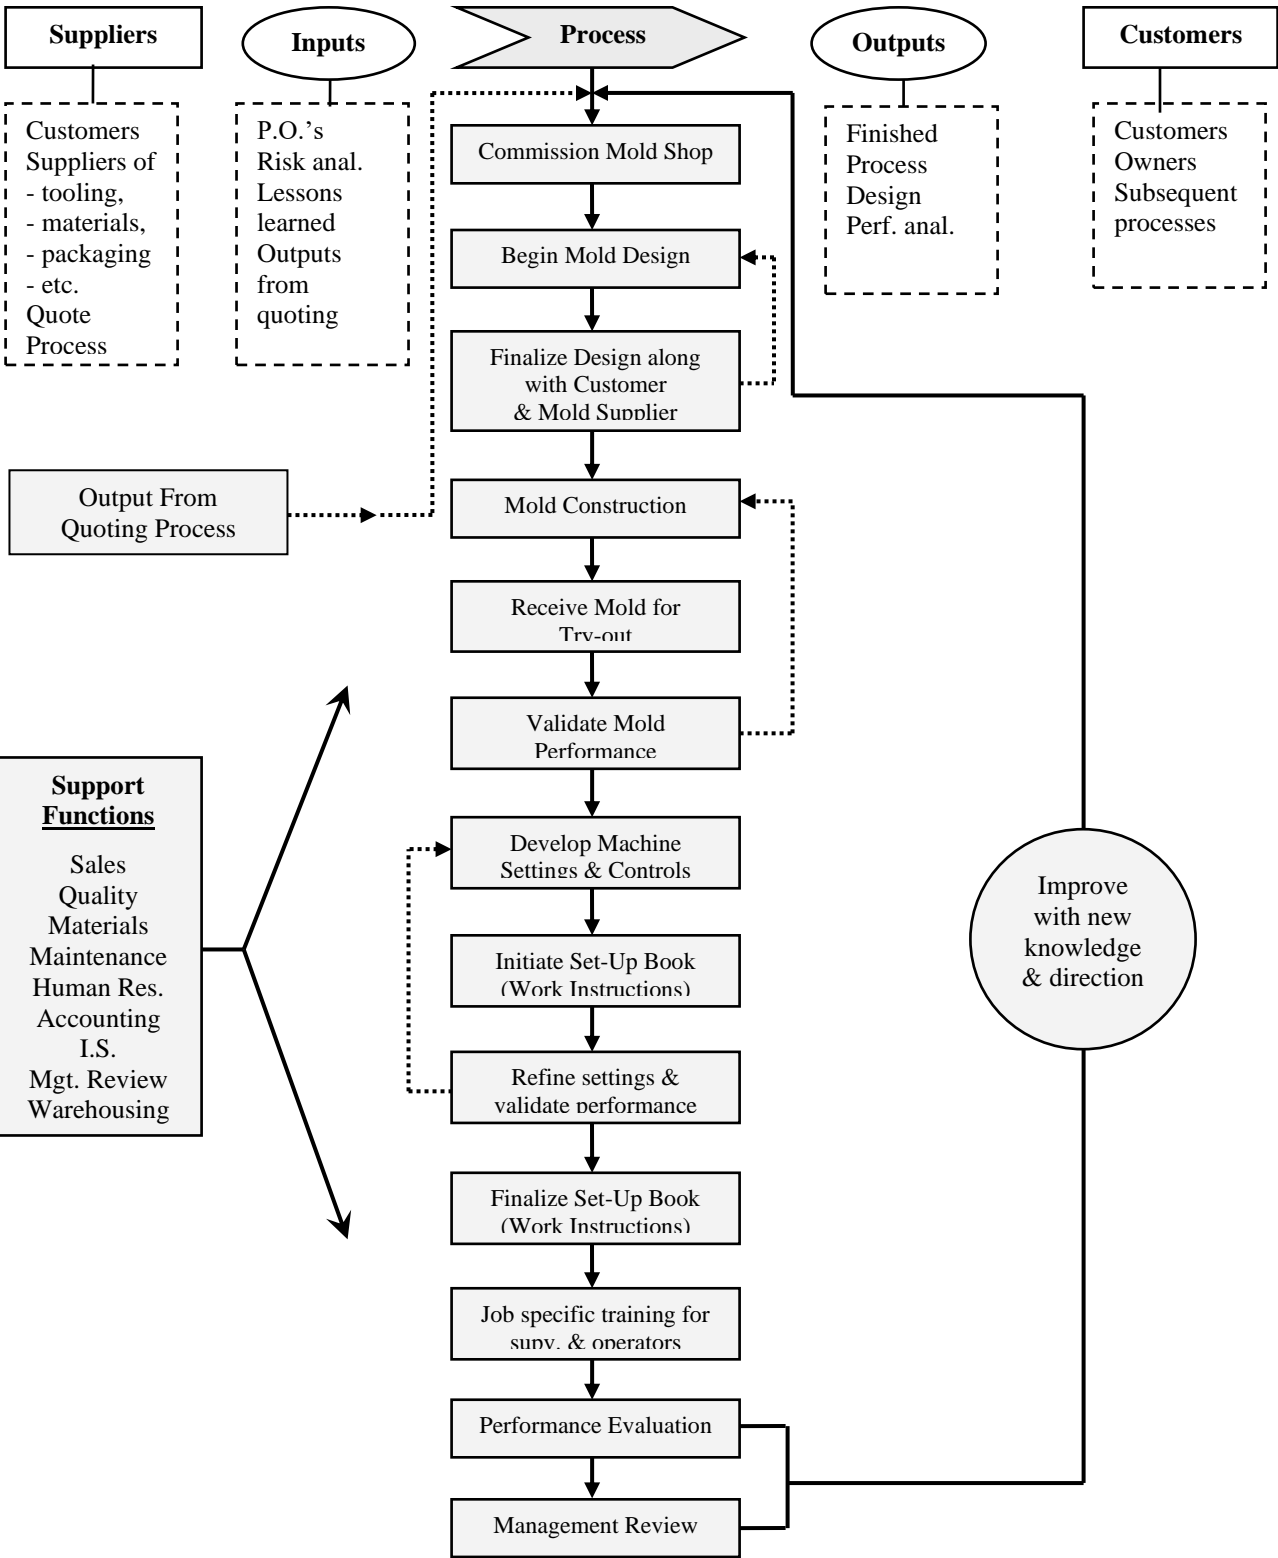 Suppliers
Inputs
Process
Outputs
Customers
Customers
Suppliers of
- tooling,
- materials,
- packaging
- etc.
Quote
Process
P.O.'s
Risk anal.
Lessons
learned
Outputs
from
quoting
Finished
Process
Design
Perf. anal.
Customers
Owners
Subsequent
processes
Commission Mold Shop
Begin Mold Design
Finalize Design along
with Customer
& Mold Supplier
Output From
Quoting Process
Mold Construction
Receive Mold for
Try-out
Validate Mold
Performance
Support
Functions
Sales
Quality
Materials
Maintenance
Human Res.
Accounting
I.S.
Mgt. Review
Warehousing
Develop Machine
Settings & Controls
Initiate Set-Up Book
(Work Instructions)
Refine settings &
validate performance
Finalize Set-Up Book
(Work Instructions)
Job specific training for
supv. & operators
Performance Evaluation
Management Review
Improve
with new
knowledge
& direction